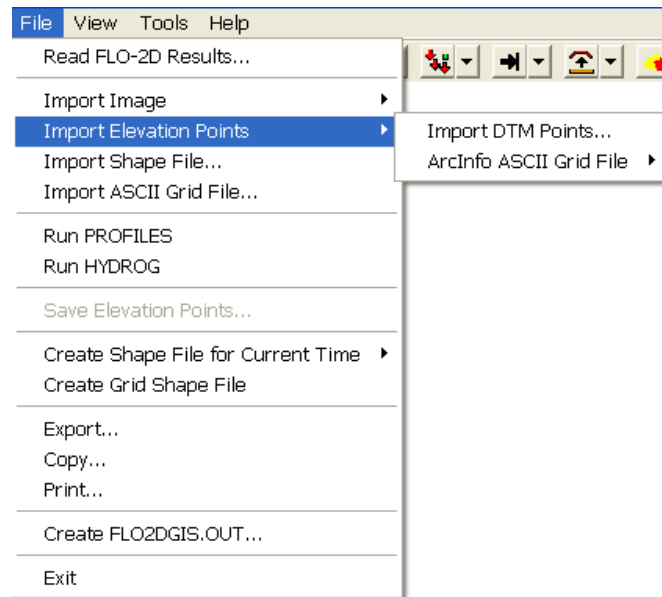 File View Tools Help
Read FLO-2D Results...
Import Image
Import Elevation Points
Import DTM Points...
Import Shape File...
ArcInfo ASCII Grid File
Import ASCII Grid File...
Run PROFILES
Run HYDROG
Save Elevation Points...
Create Shape File for Current Time
Create Grid Shape File
Export...
Copy...
Print...
Create FLO2DGIS.OUT...
Exit